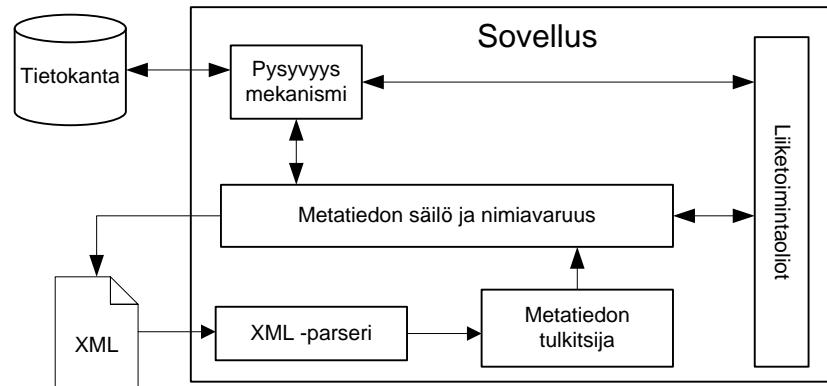 Sovellus
Tietokanta
Pysyvyys
mekanismi
Liiketoimintaoliot
Metatiedon säilö ja nimiavaruus
XML
XML -parseri
Metatiedon
tulkitsija